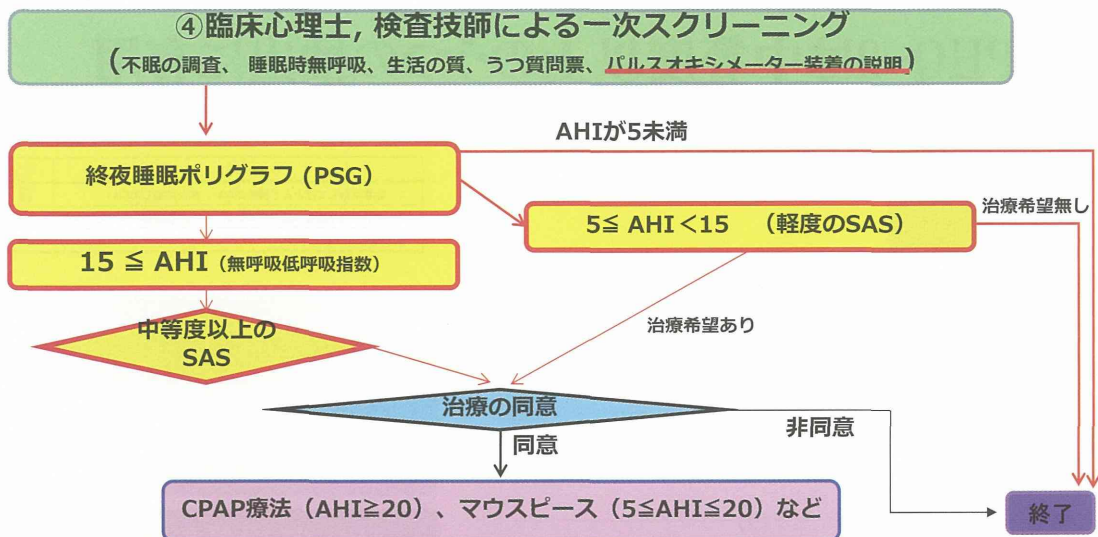 ④臨床心理士, 検査技師による一次スクリーニング
(不眠の調査、 睡眠時無呼吸、生活の質、うつ質問票、パルスオキシメーター装着の説明)
AHIが5未満
終夜睡眠ポリグラフ (PSG)
治療希望無し
5≦ AHI <15 (軽度のSAS)
15 ≦ AHI (無呼吸低呼吸指数)
治療希望あり
中等度以上の
SAS
治療の同意
非同意
同意
CPAP療法(AHI≧20)、マウスピース(5≦AHI≦20)など
終了